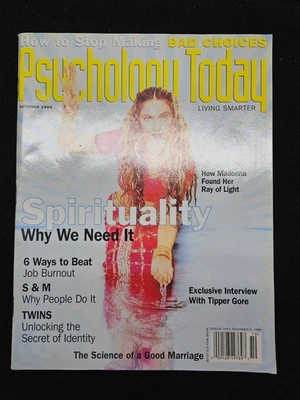 How to Stop Making BAD CHOICES
Psychology Today
OCTOBER 1999
LIVING SMARTER
How Madonna
Found Her
Ray of Light
Spirituality
Why We Need It
6 Ways to Beat
Job Burnout
S & M
Why People Do It
TWINS
Unlocking the
Secret of Identity
Exclusive Interview
With Tipper Gore
The Science of a Good Marriage